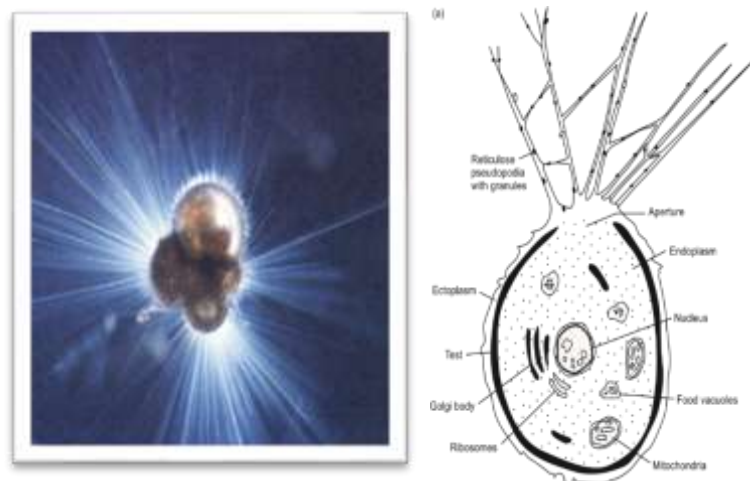 (a)
Reticulose
pseudopodia
with granules
Aperture
Endoplasm
Ectoplasm
Nucleus
Test
Golgi body
Food vacuoles
Ribosomes
Mitochondria